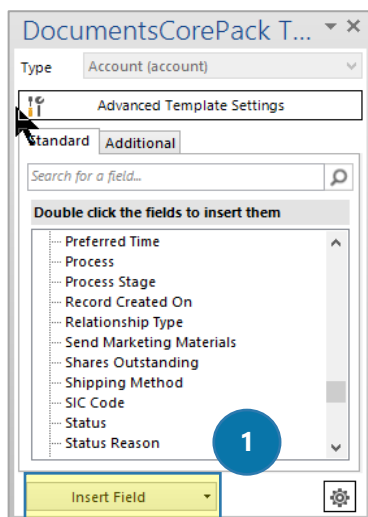 DocumentsCorePack T...
Type Account (account)
Advanced Template Settings
Standard Additional
Search for a field...
Double click the fields to insert them
Preferred Time
Process
Process Stage
Record Created On
Relationship Type
Send Marketing Materials
Shares Outstanding
Shipping Method
SIC Code
Status
Status Reason
1
Insert Field